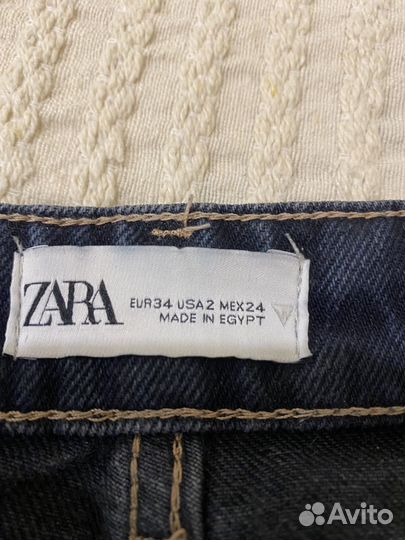 ZARA
EUR34 USA2 MEX24
MADE IN EGYPT
Avito